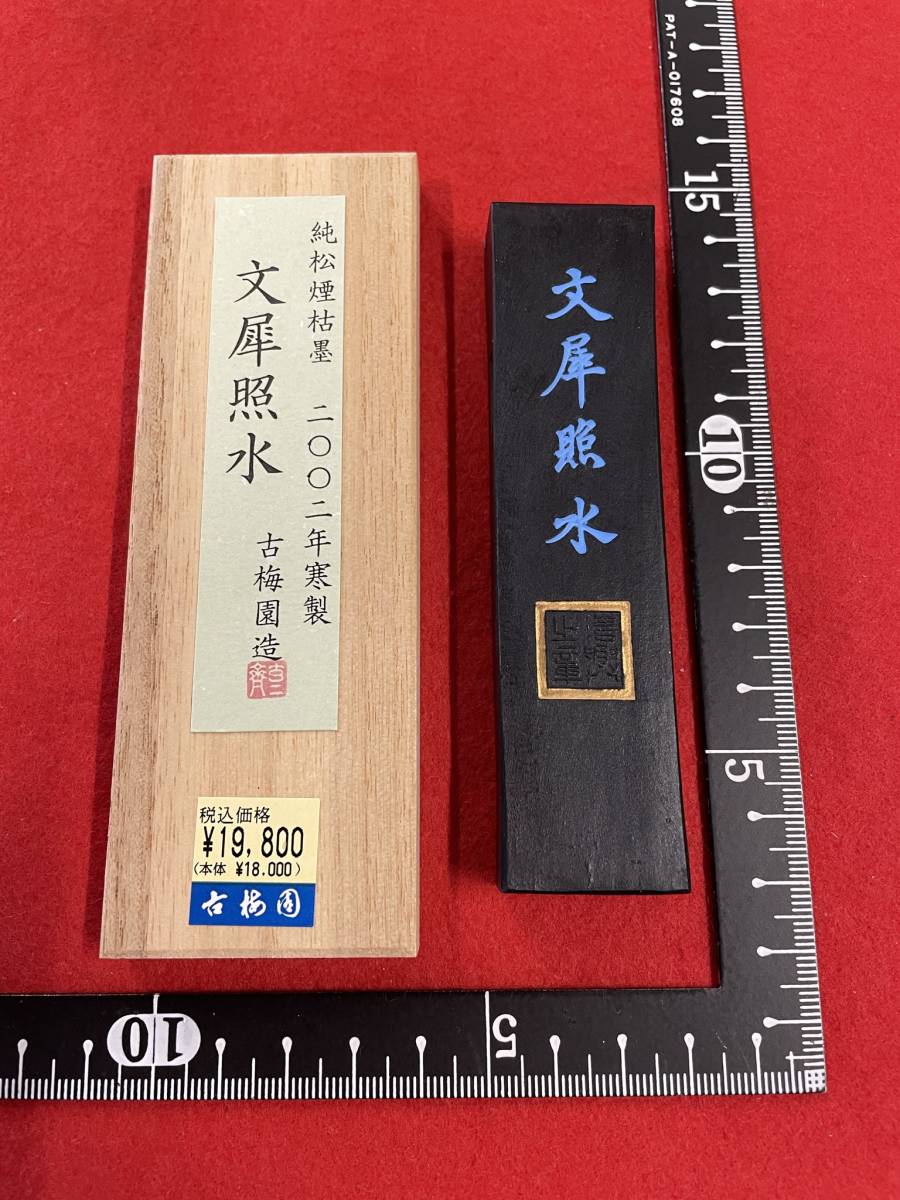 純松煙枯墨 二〇〇二年寒製
文犀照水
古梅園造
税込価格
¥19,800
(本体 ¥18.000)
古梅園
文犀照水
PAT-A-017608
15
10
5
10
5